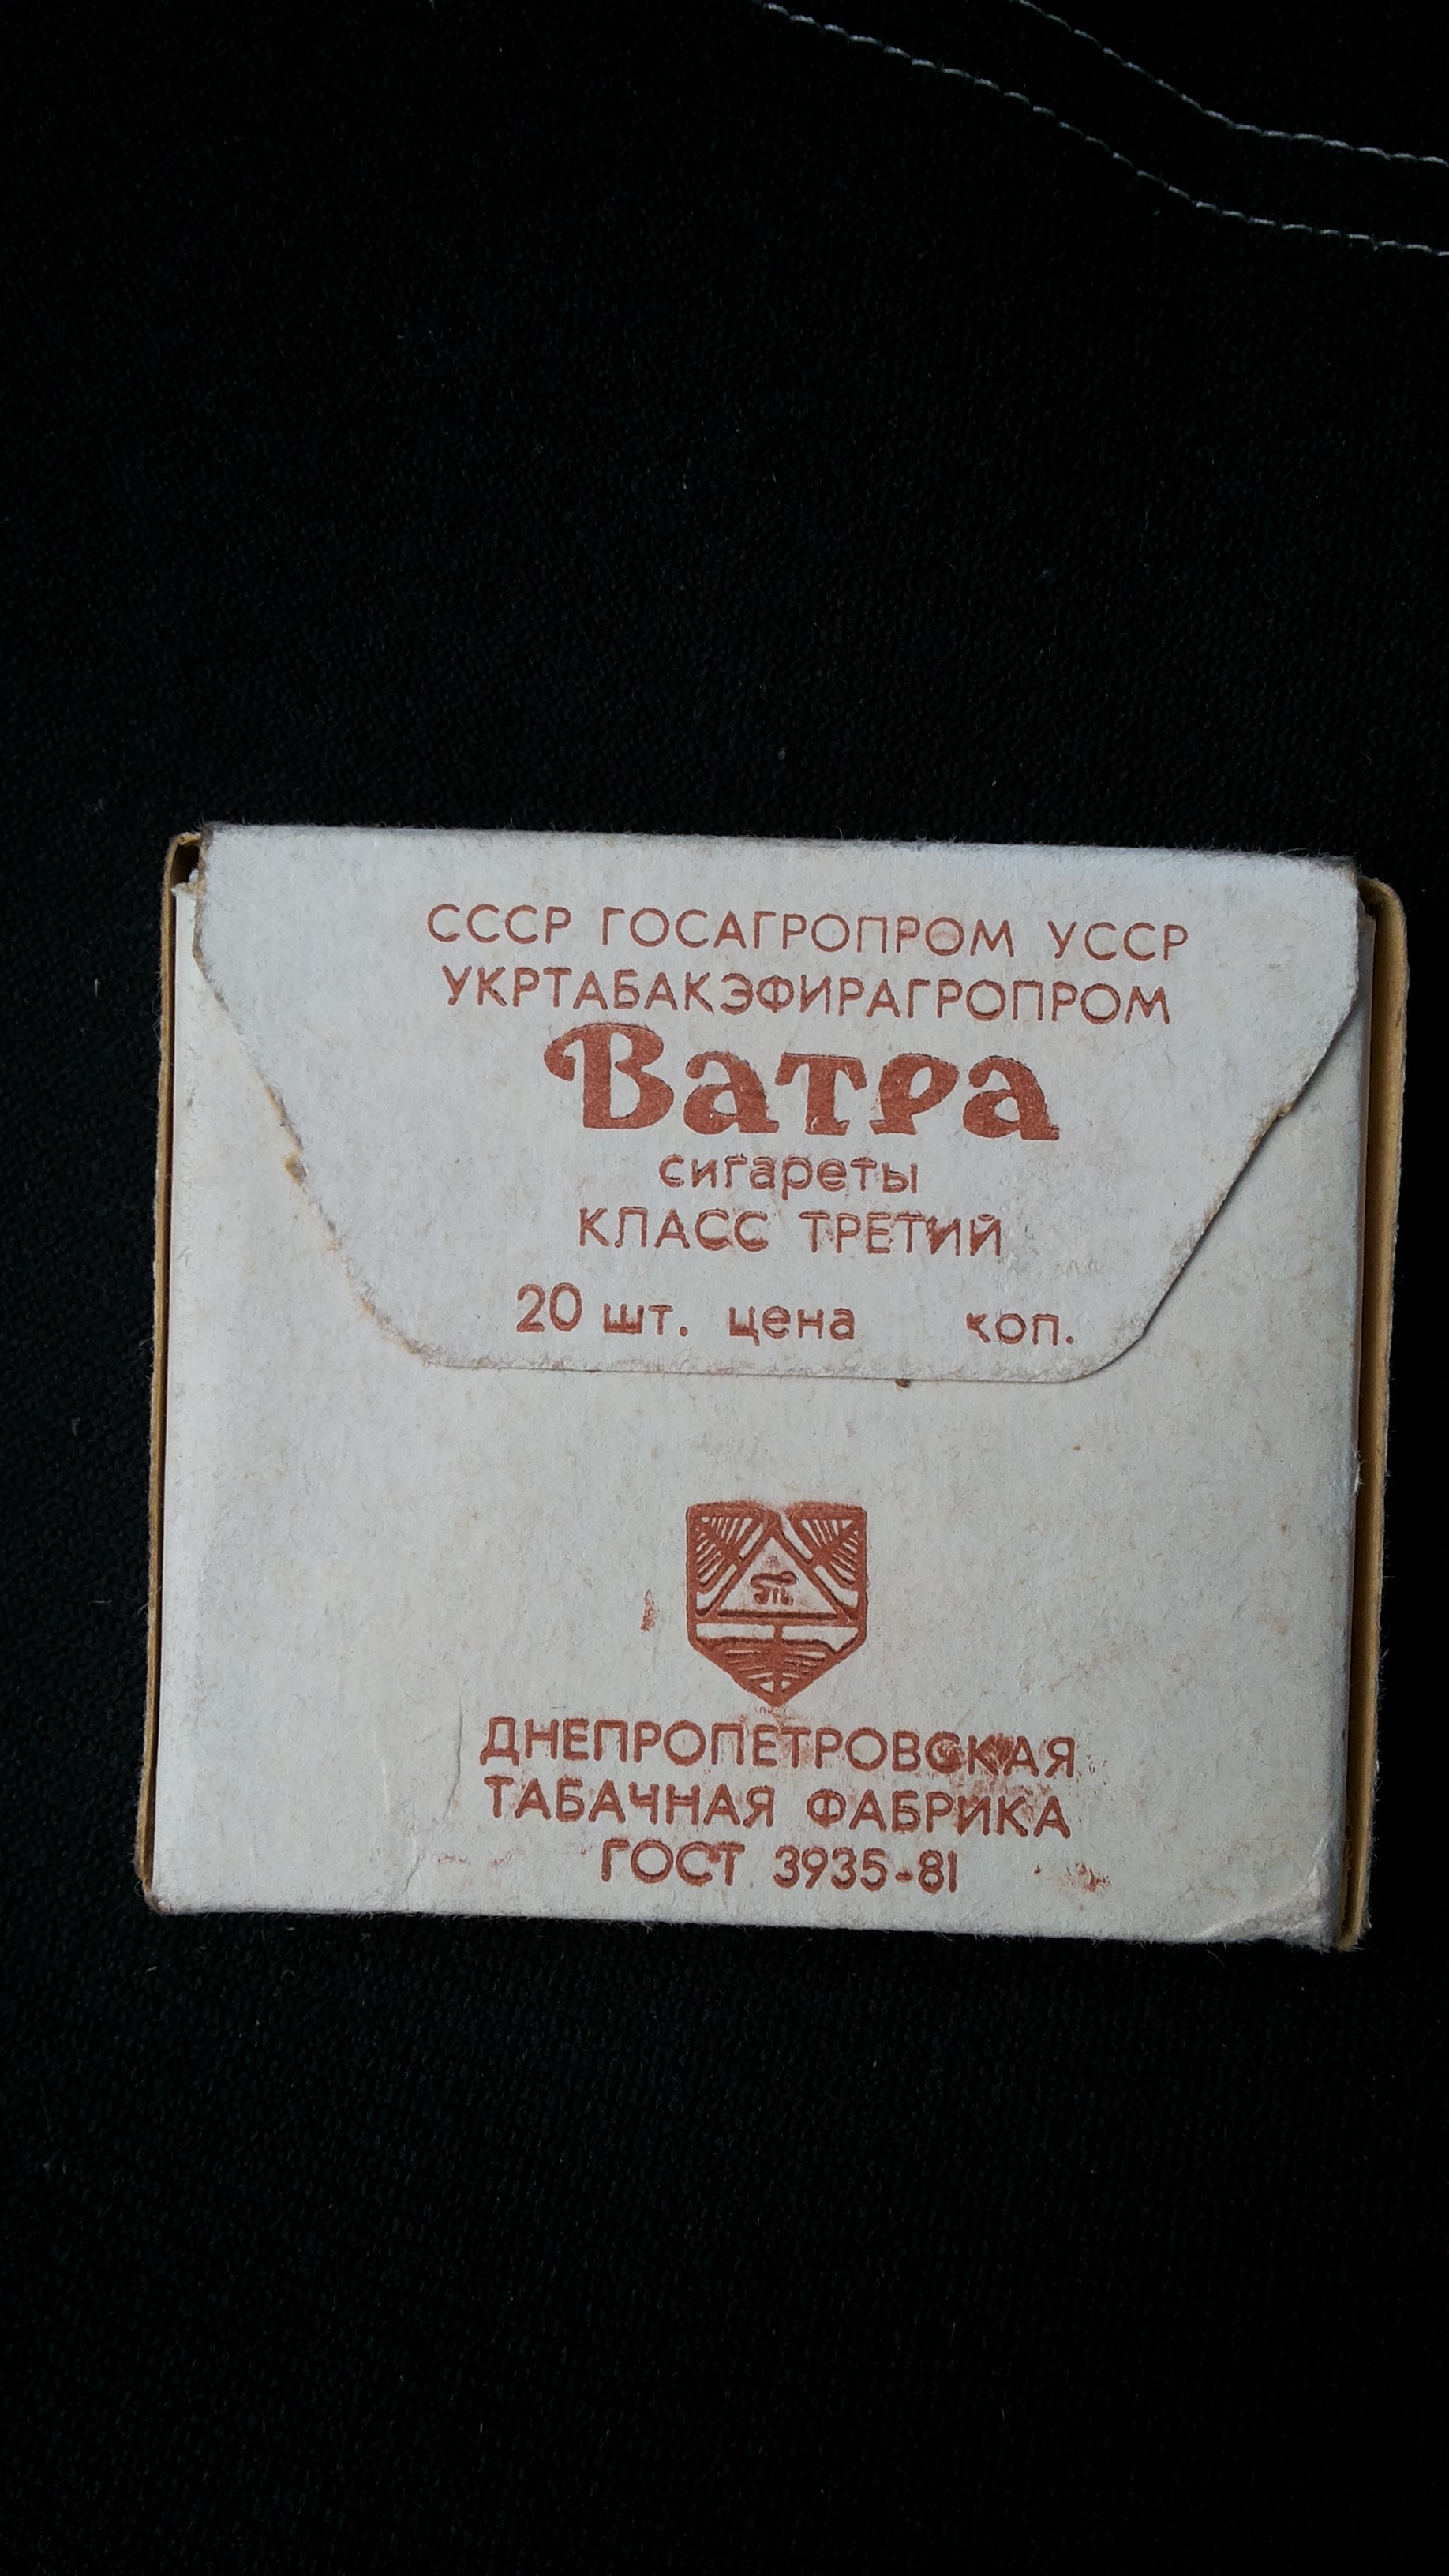 СССР ГОСАГРОПРОМ УССР
УКРТАБАКЭФИРАГРОПРОМ
Ватра
сигареты
КЛАСС ТРЕТИЙ
20 шт. цена коп.
ДНЕПРОПЕТРОВСКАЯ
ТАБАЧНАЯ ФАБРИКА
ГОСТ 3935-81